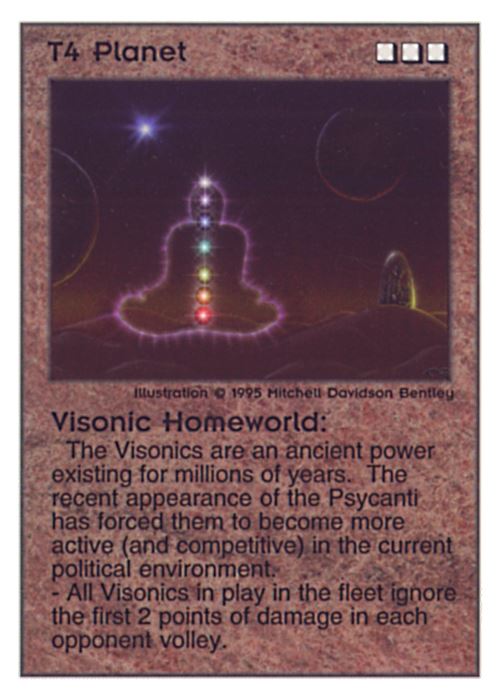 T4 Planet
Illustration © 1995 Mitchell Davidson Bentley
Visonic Homeworld:
The Visonics are an ancient power
existing for millions of years. The
recent appearance of the Psycanti
has forced them to become more
active (and competitive) in the current
political environment.
- All Visonics in play in the fleet ignore
the first 2 points of damage in each
opponent volley.